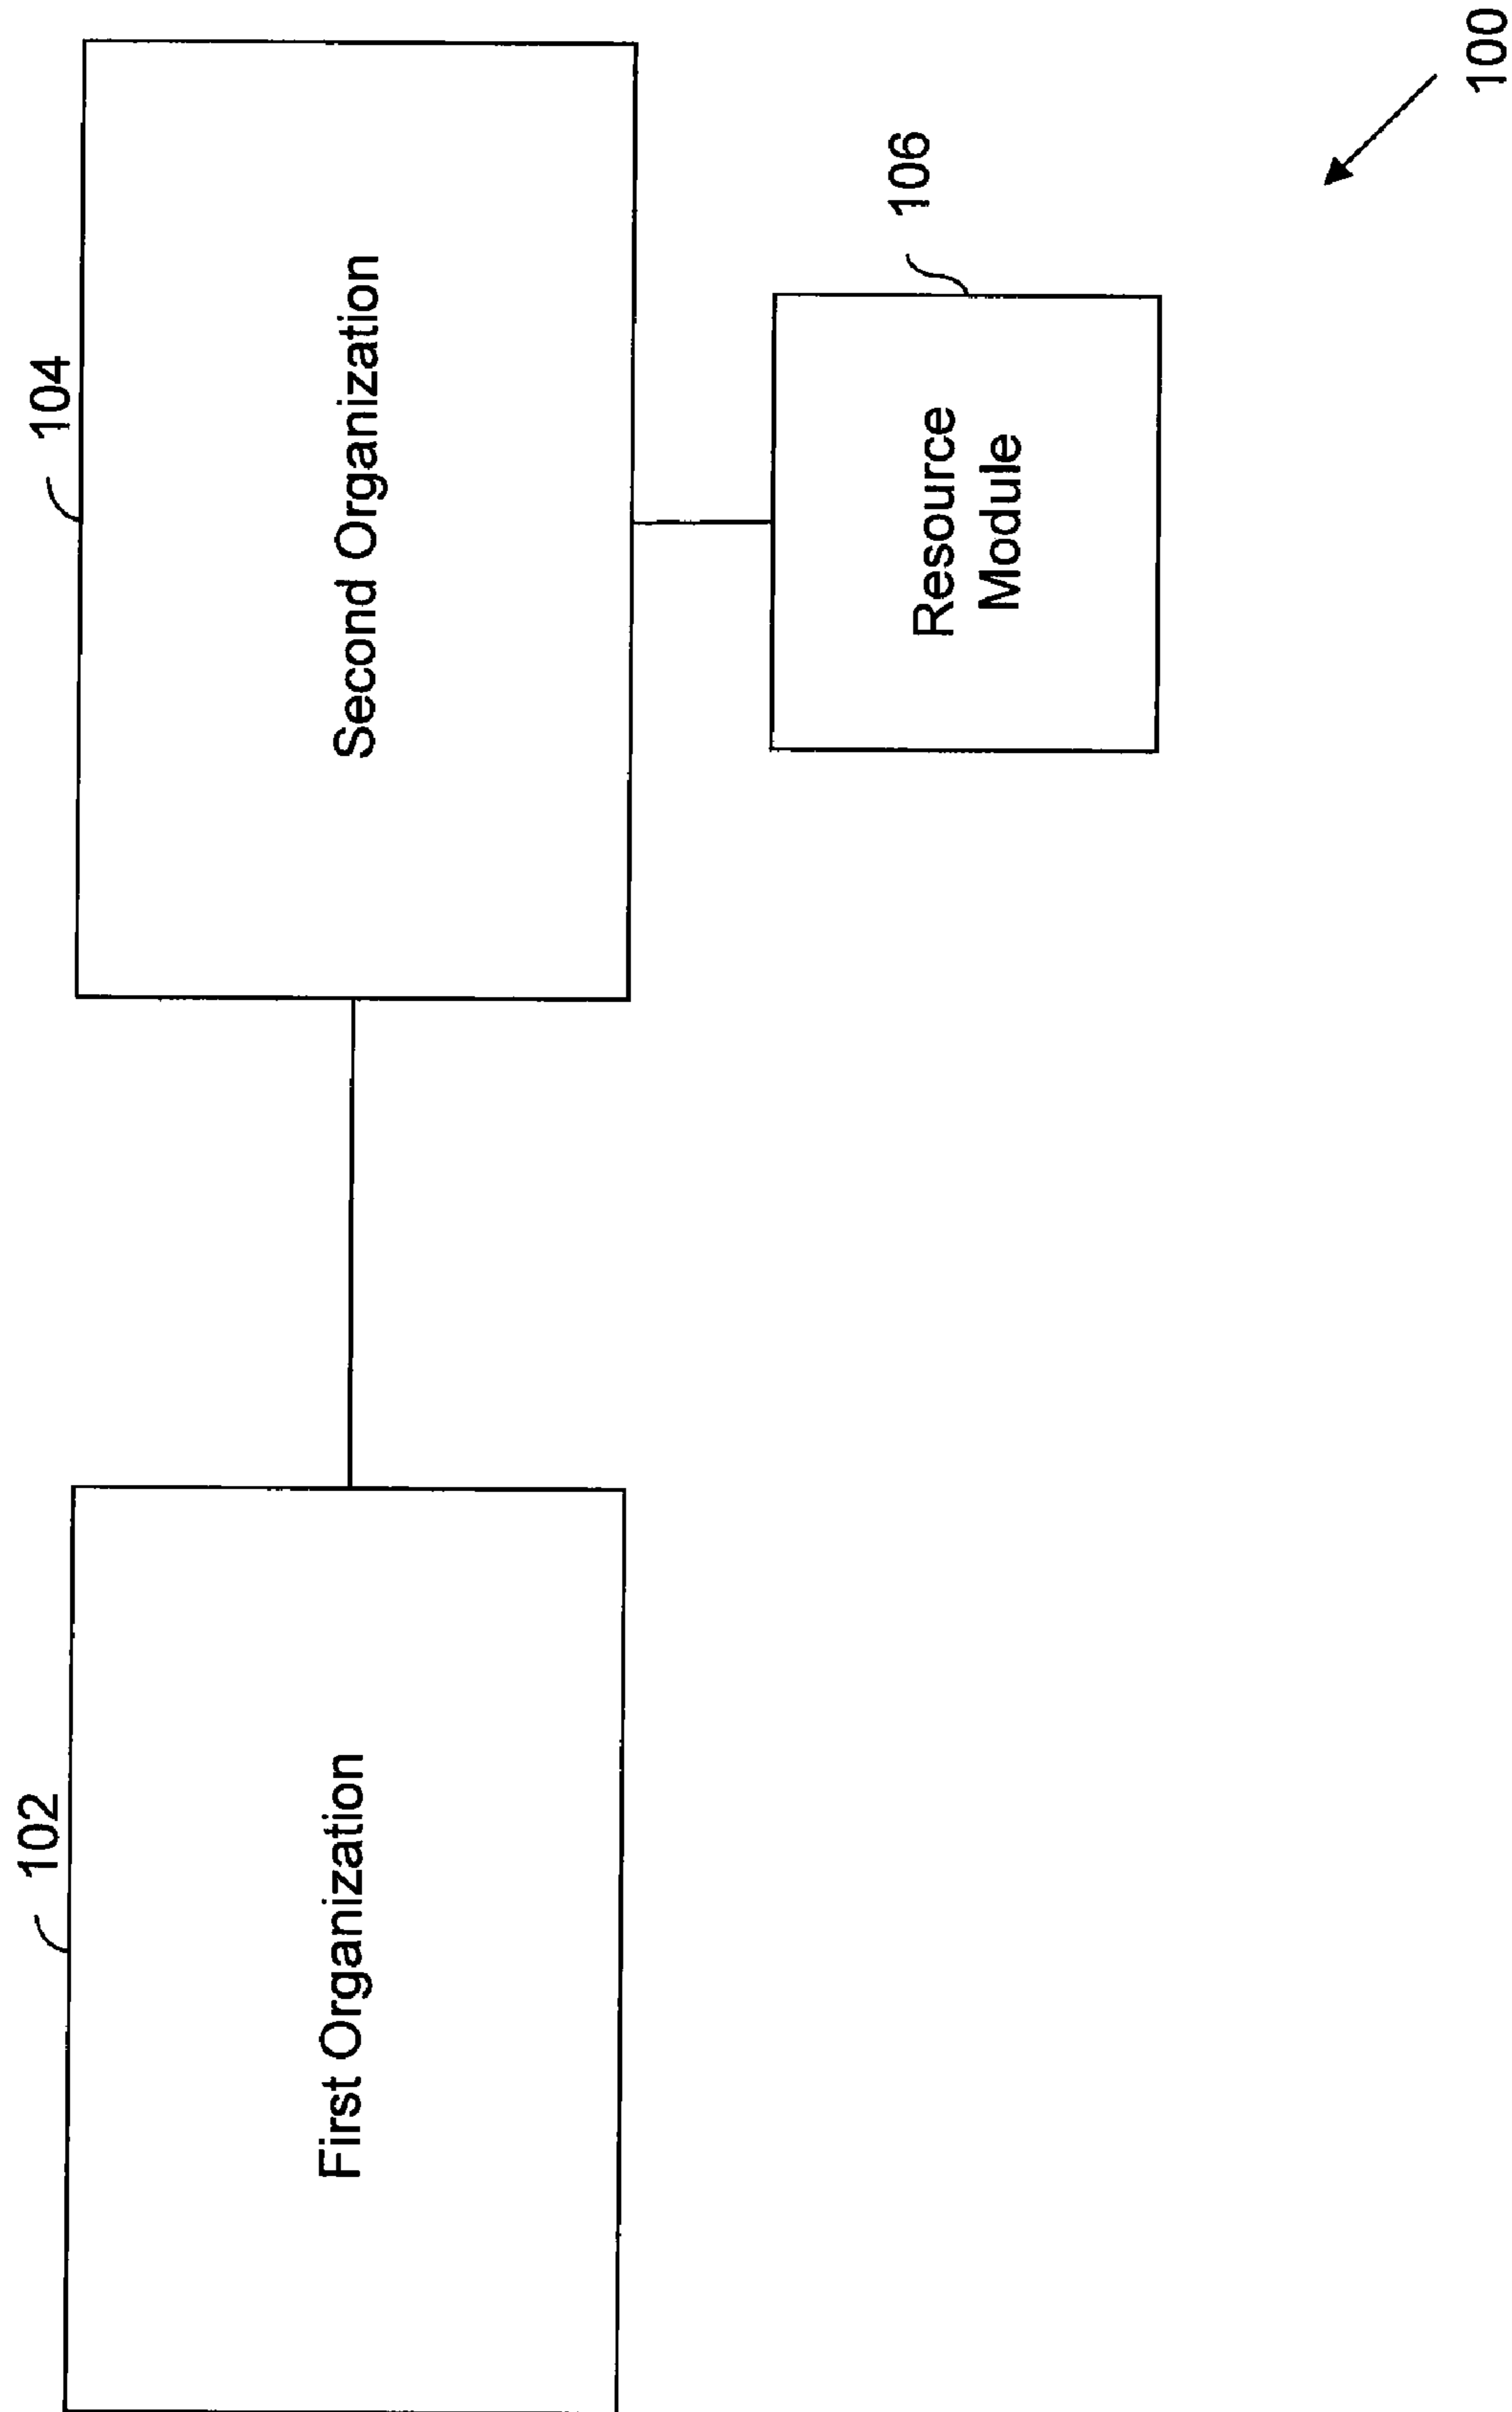 102
First Organization
104
Second Organization
106
Resource
Module
100